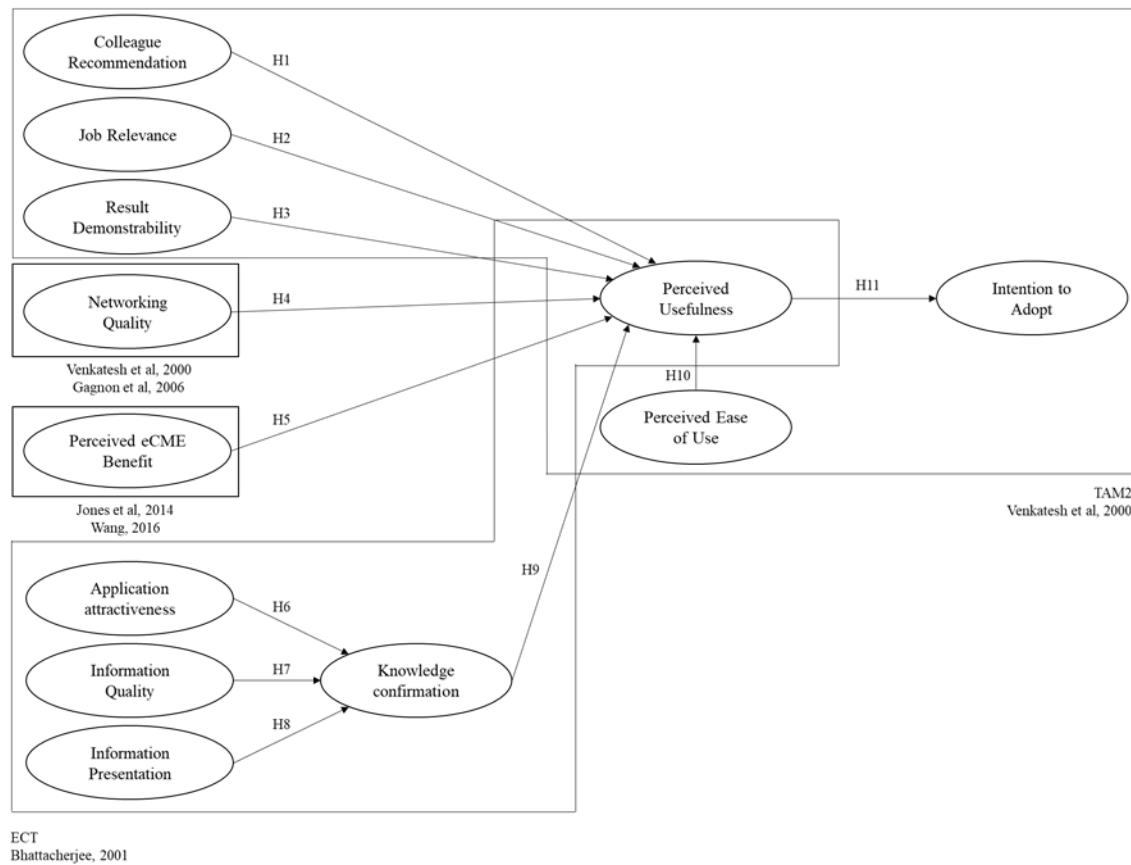 Colleague
Recommendation
H1
Job Relevance
H2
Result
Demonstrability
H3
Networking
Quality
H4
Venkatesh et al, 2000
Gagnon et al, 2006
Perceived eCME
Benefit
H5
Jones et al, 2014
Wang, 2016
Perceived
Usefulness
H11
Intention to
Adopt
H10
Perceived Ease
of Use
TAM2
Venkatesh et al, 2000
Application
attractiveness
H6
Information
Quality
H7
Information
Presentation
H8
Knowledge
confirmation
H9
ECT
Bhattacherjee, 2001